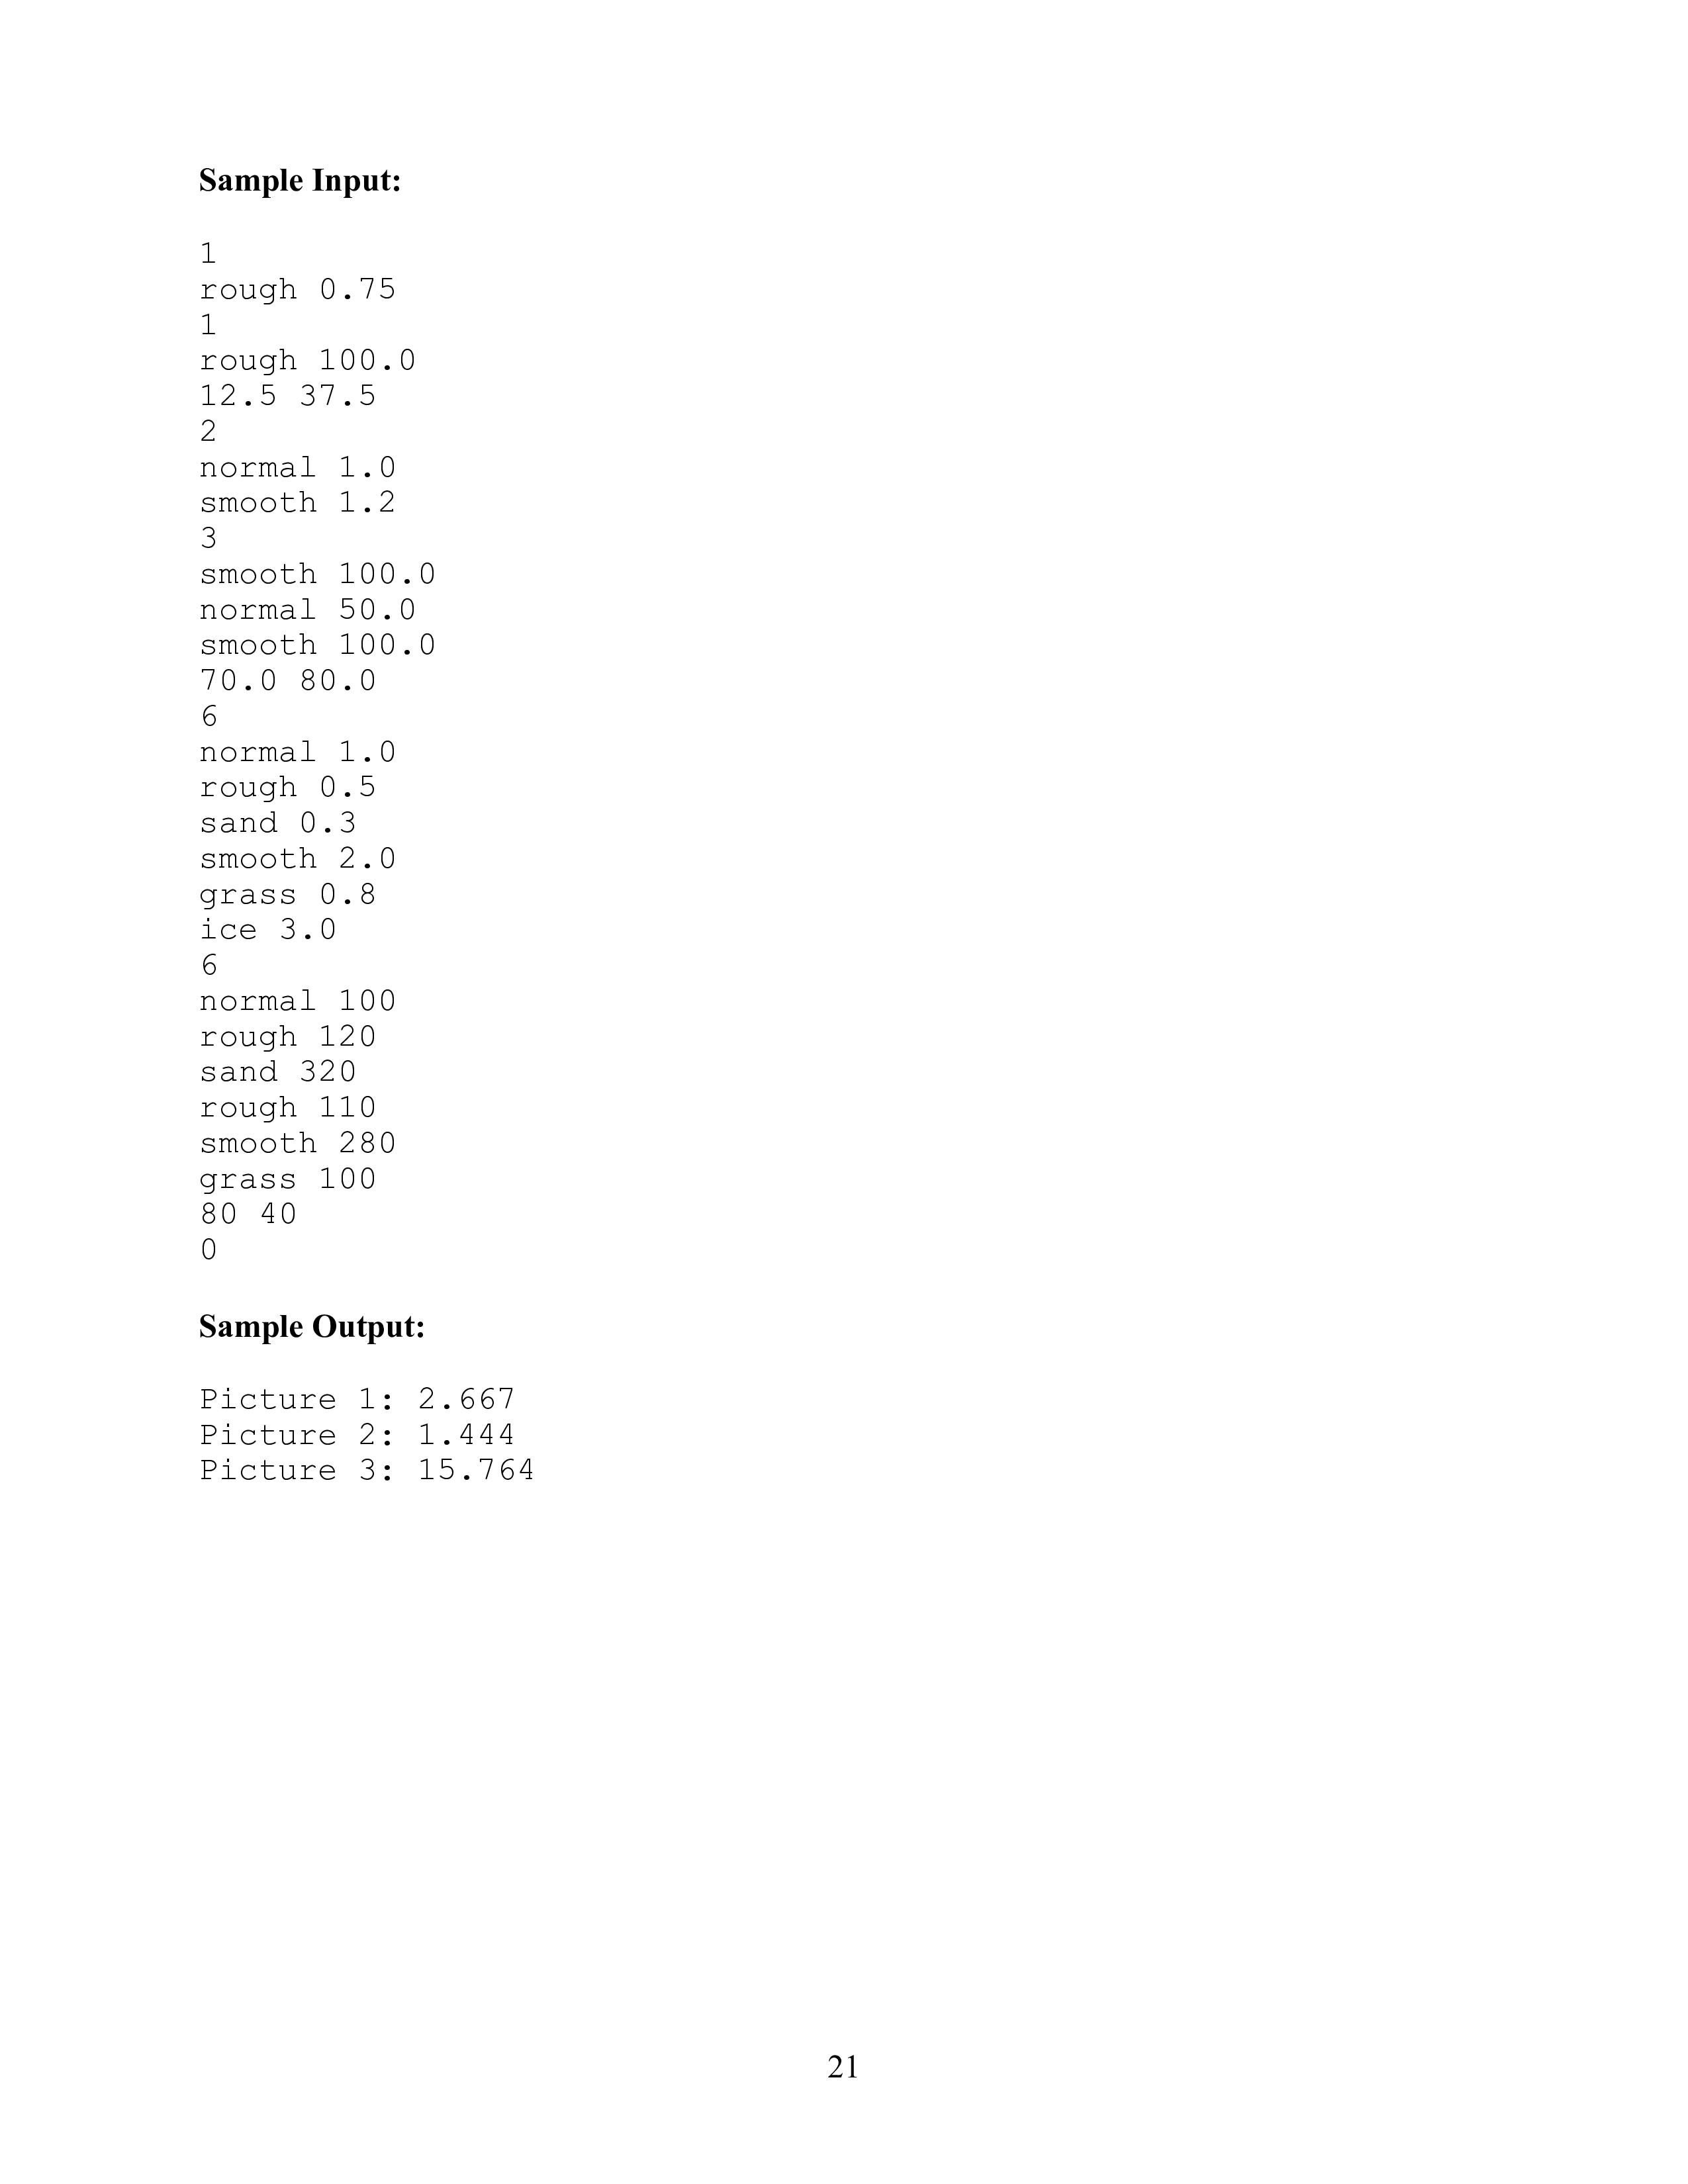 Sample Input:
1
rough 0.75
1
rough 100.0
12.5 37.5
2
normal 1.0
smooth 1.2
3
smooth 100.0
normal 50.0
smooth 100.0
70.0 80.0
6
normal 1.0
rough 0.5
sand 0.3
smooth 2.0
grass 0.8
ice 3.0
6
normal 100
rough 120
sand 320
rough 110
smooth 280
grass 100
80 40
0
Sample Output:
Picture 1: 2.667
Picture 2: 1.444
Picture 3: 15.764
21